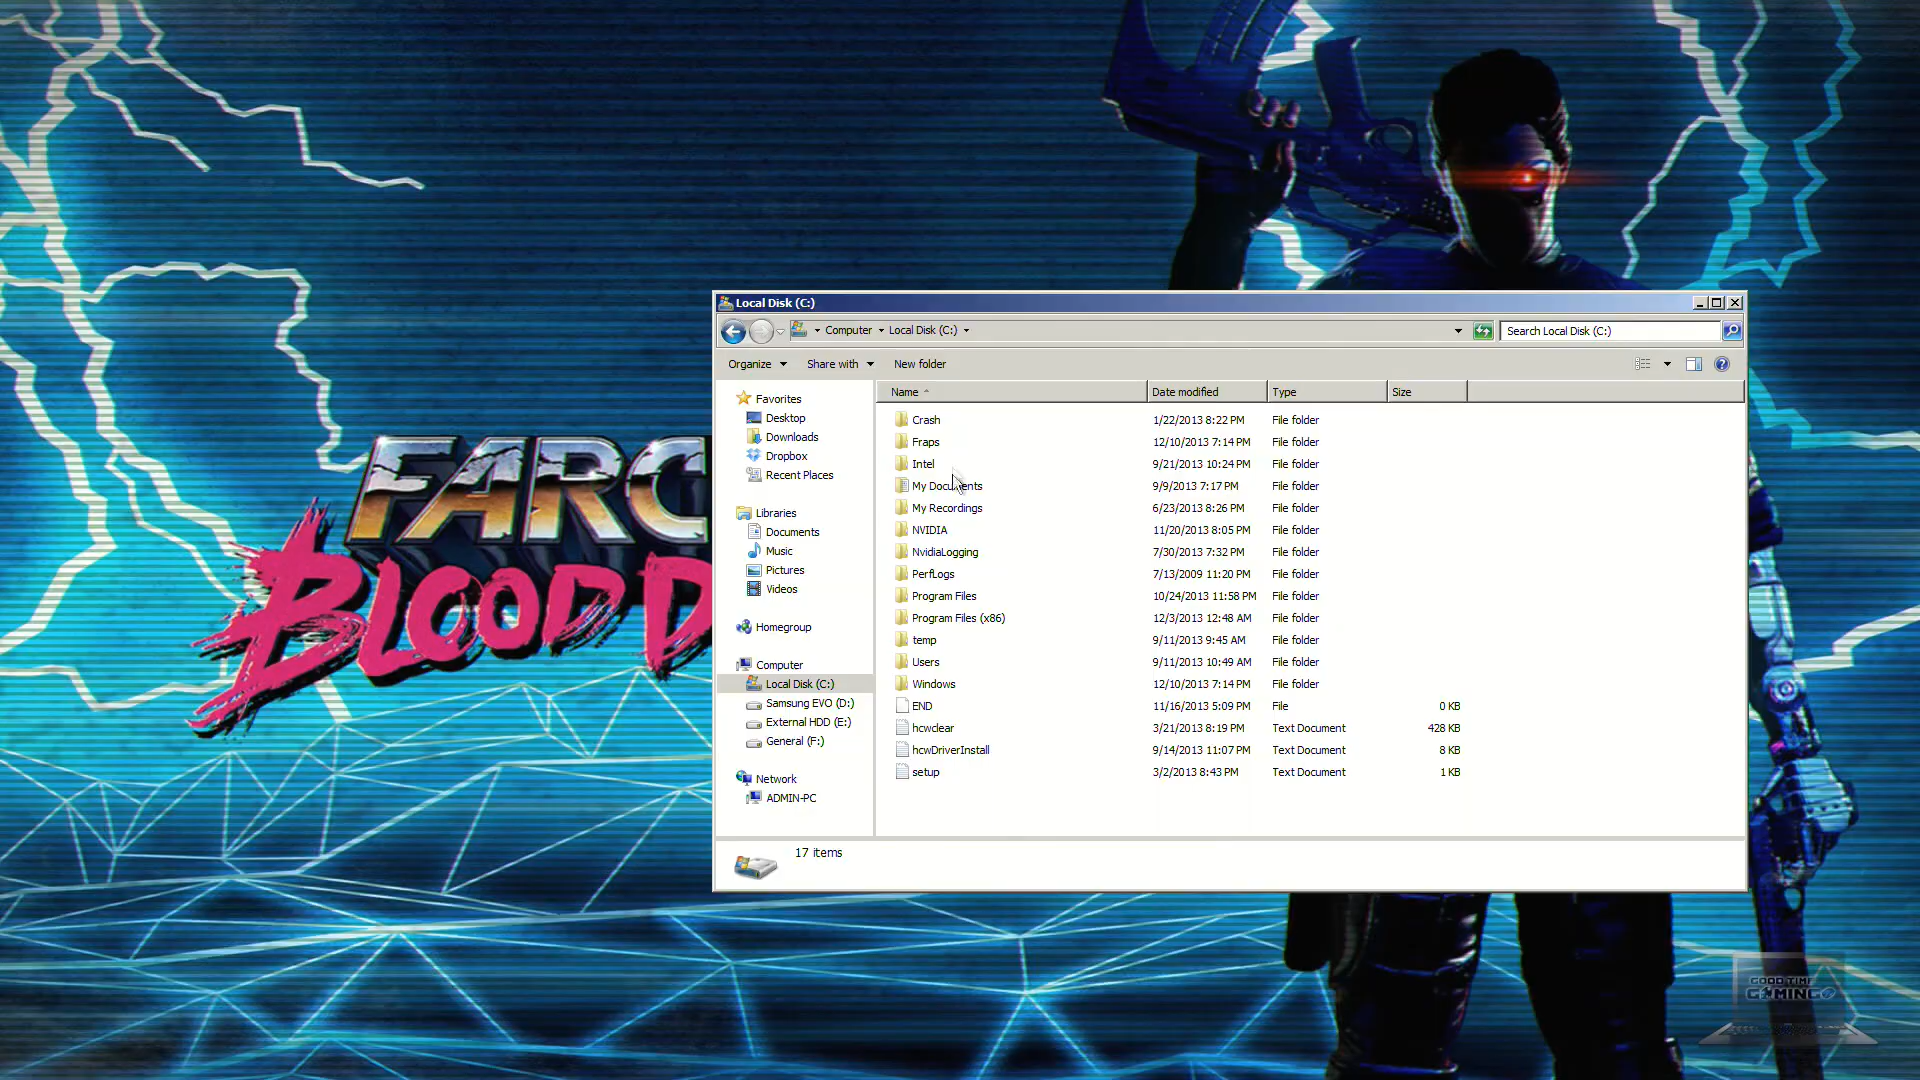 FARC
BLOOD D
Local Disk (C:)
Computer Local Disk (C:)
Search Local Disk (C:)
Organize Share with New folder
Favorites
Desktop
Downloads
Dropbox
Recent Places
Libraries
Documents
Music
Pictures
Videos
Homegroup
Computer
Local Disk (C:)
Samsung EVO (D:)
External HDD (E:)
General (F:)
Network
ADMIN-PC
Name Date modified Type Size
Crash 1/22/2013 8:22 PM File folder
Fraps 12/10/2013 7:14 PM File folder
Intel 9/21/2013 10:24 PM File folder
My Documents 9/9/2013 7:17 PM File folder
My Recordings 6/23/2013 8:26 PM File folder
NVIDIA 11/20/2013 8:05 PM File folder
NvidiaLogging 7/30/2013 7:32 PM File folder
PerfLogs 7/13/2009 11:20 PM File folder
Program Files 10/24/2013 11:58 PM File folder
Program Files (x86) 12/3/2013 12:48 AM File folder
temp 9/11/2013 9:45 AM File folder
Users 9/11/2013 10:49 AM File folder
Windows 12/10/2013 7:14 PM File folder
END 11/16/2013 5:09 PM File 0 KB
hcwclear 3/21/2013 8:19 PM Text Document 428 KB
hcwDriverInstall 9/14/2013 11:07 PM Text Document 8 KB
setup 3/2/2013 8:43 PM Text Document 1 KB
17 items
GOOD TIME
GAMING